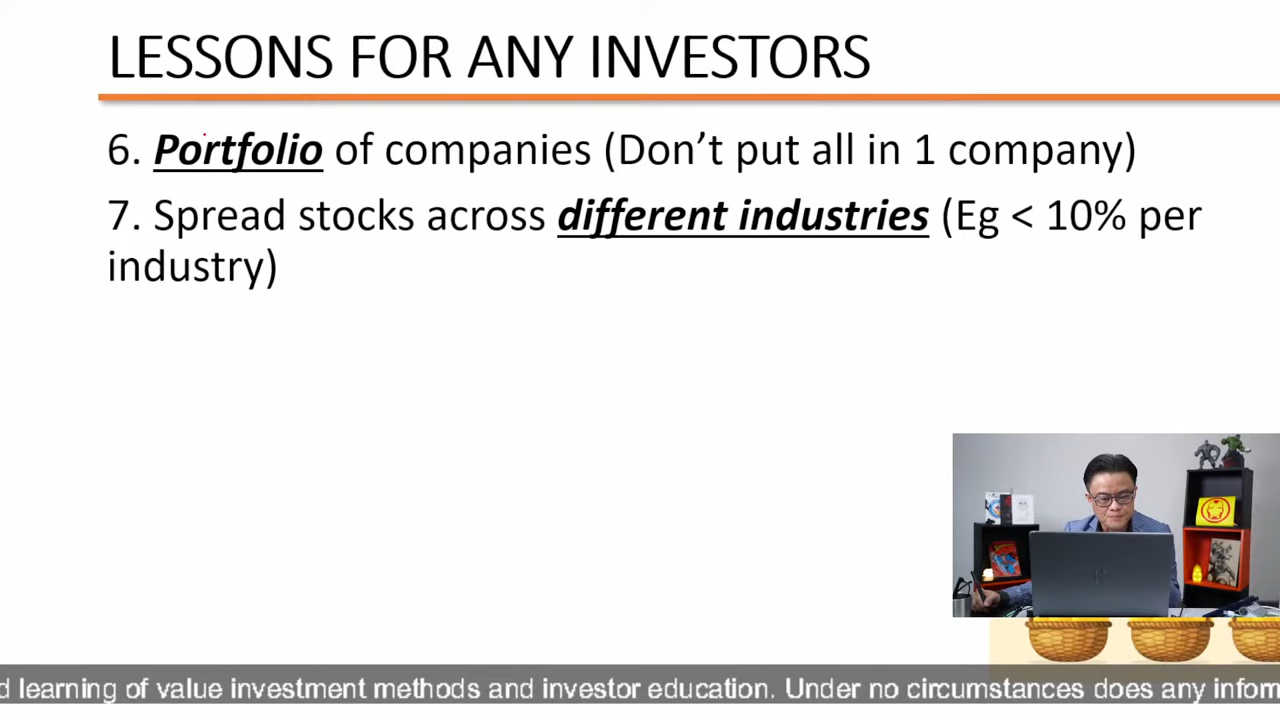 LESSONS FOR ANY INVESTORS
6. Portfolio of companies (Don’t put all in 1 company)
7. Spread stocks across different industries (Eg < 10% per
industry)
d learning of value investment methods and investor education. Under no circumstances does any inform